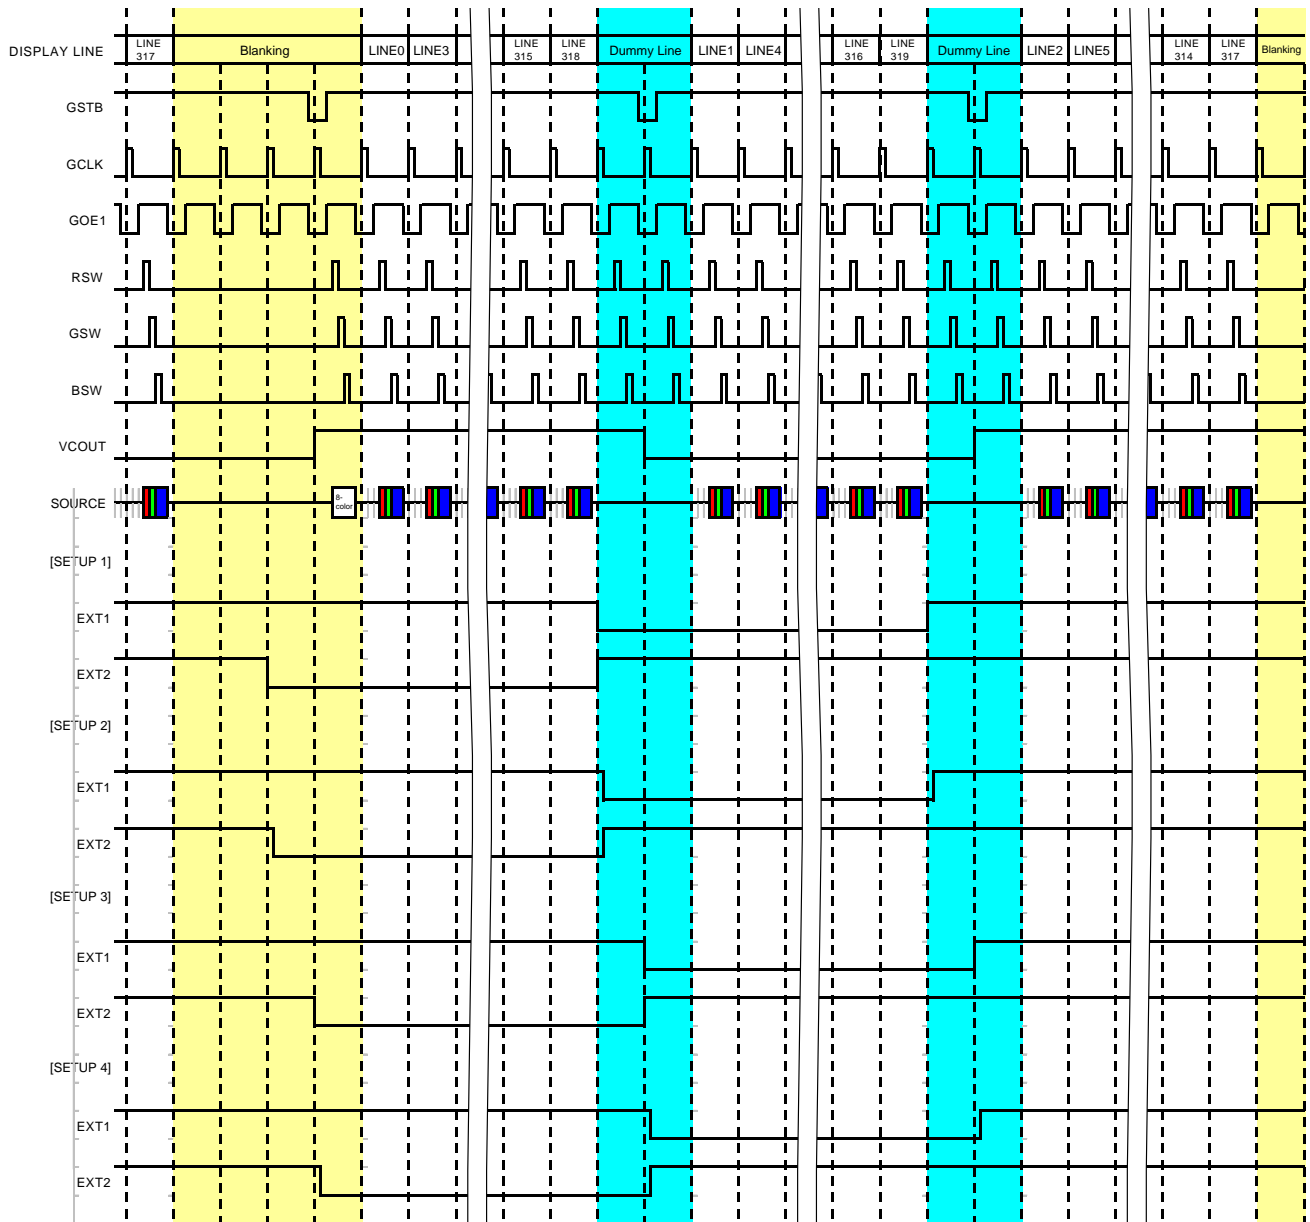 DISPLAY LINE
LINE 317
Blanking
LINE0
LINE3
LINE 315
LINE 318
Dummy Line
LINE1
LINE4
LINE 316
LINE 319
Dummy Line
LINE2
LINE5
LINE 314
LINE 317
Blanking
GSTB
GCLK
GOE1
RSW
GSW
BSW
VCOUT
SOURCE
8-
color
[SETUP 1]
EXT1
EXT2
[SETUP 2]
EXT1
EXT2
[SETUP 3]
EXT1
EXT2
[SETUP 4]
EXT1
EXT2